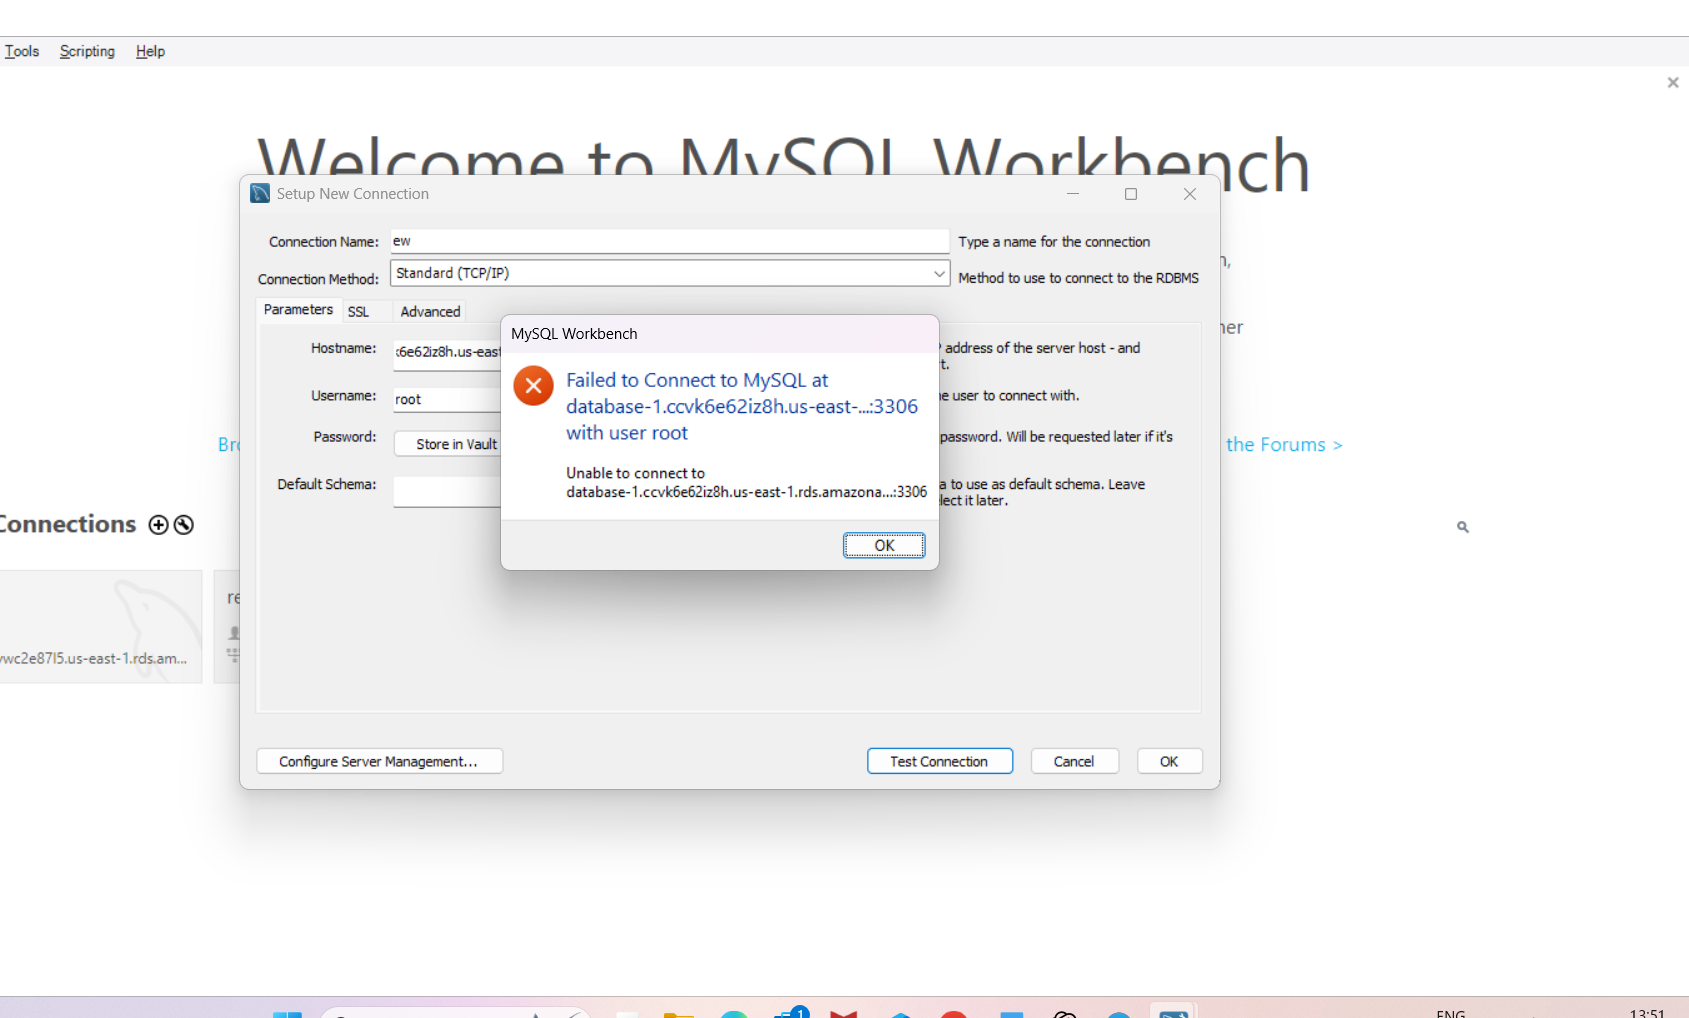 Tools Scripting Help
Welcome to MySQL Workbench
Setup New Connection
Connection Name: ew Type a name for the connection
Connection Method: Standard (TCP/IP) Method to use to connect to the RDBMS
Parameters SSL Advanced
MySQL Workbench
Hostname: k6e62iz8h.us-east address of the server host - and
Username: root user to connect with.
Password: Store in Vault password. Will be requested later if it's
Default Schema: to use as default schema. Leave
it later.
Failed to Connect to MySQL at
database-1.ccvk6e62iz8h.us-east-...:3306
with user root
Unable to connect to
database-1.ccvk6e62iz8h.us-east-1.rds.amazona...:3306
OK
the Forums >
Connections
wc2e87l5.us-east-1.rds.am...
Configure Server Management... Test Connection Cancel OK
1
ENG 13:51